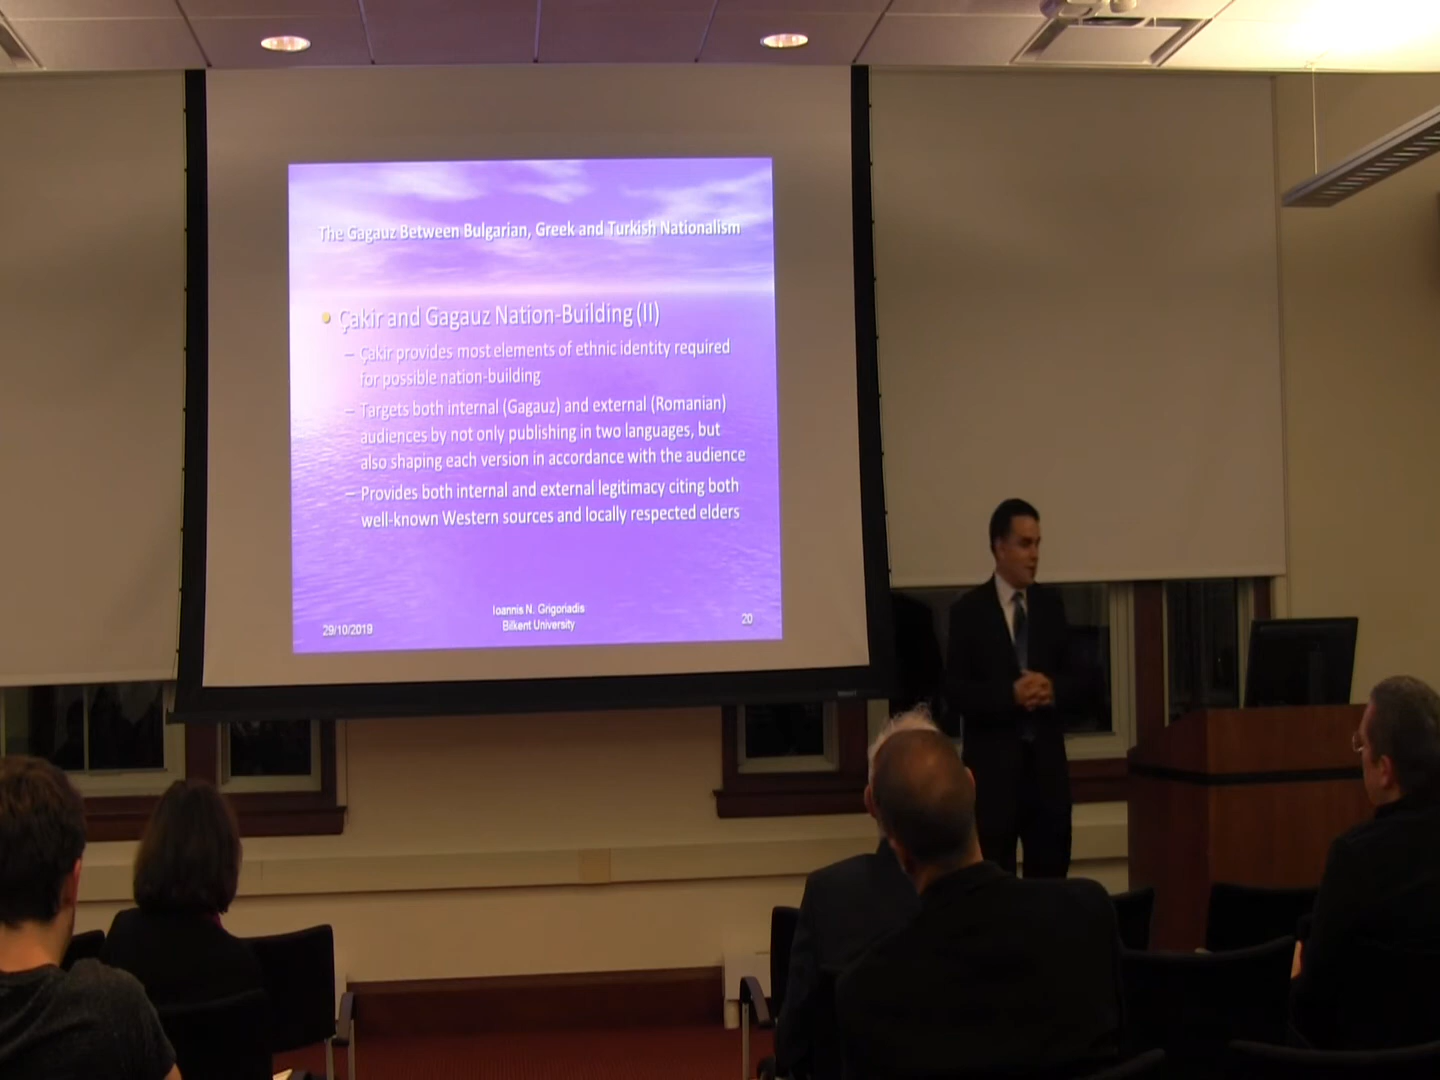 The Gagauz Between Bulgarian, Greek and Turkish Nationalism
• Çakir and Gagauz Nation-Building (II)
– Çakir provides most elements of ethnic identity required
for possible nation-building
– Targets both internal (Gagauz) and external (Romanian)
audiences by not only publishing in two languages, but
also shaping each version in accordance with the audience
– Provides both internal and external legitimacy citing both
well-known Western sources and locally respected elders
29/10/2019
Ioannis N. Grigoriadis
Bilkent University
20